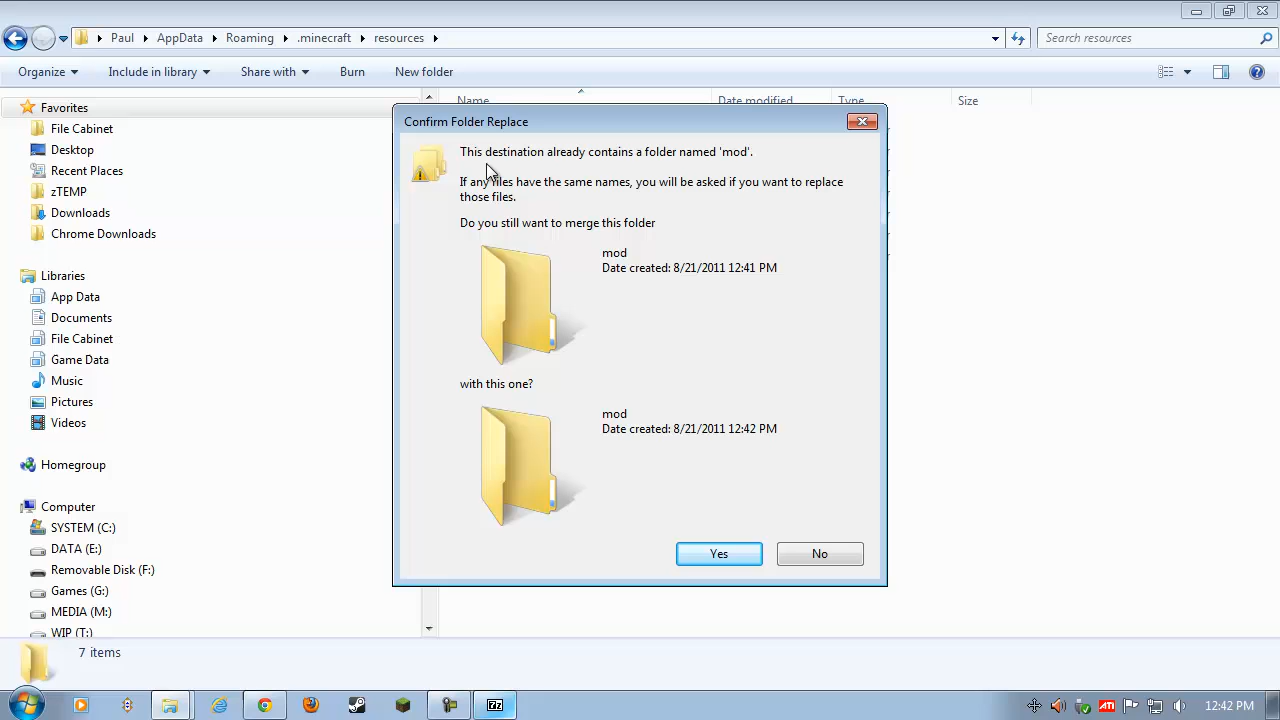 Paul
AppData
Roaming
.minecraft
resources
Search resources
Organize
Include in library
Share with
Burn
New folder
Name
Date modified
Type
Size
Favorites
File Cabinet
Desktop
Recent Places
zTEMP
Downloads
Chrome Downloads
Libraries
App Data
Documents
File Cabinet
Game Data
Music
Pictures
Videos
Homegroup
Computer
SYSTEM (C:)
DATA (E:)
Removable Disk (F:)
Games (G:)
MEDIA (M:)
WIP (T:)
Confirm Folder Replace
This destination already contains a folder named 'mod'.
If any files have the same names, you will be asked if you want to replace
those files.
Do you still want to merge this folder
mod
Date created: 8/21/2011 12:41 PM
with this one?
mod
Date created: 8/21/2011 12:42 PM
Yes
No
7 items
7z
ATI
12:42 PM